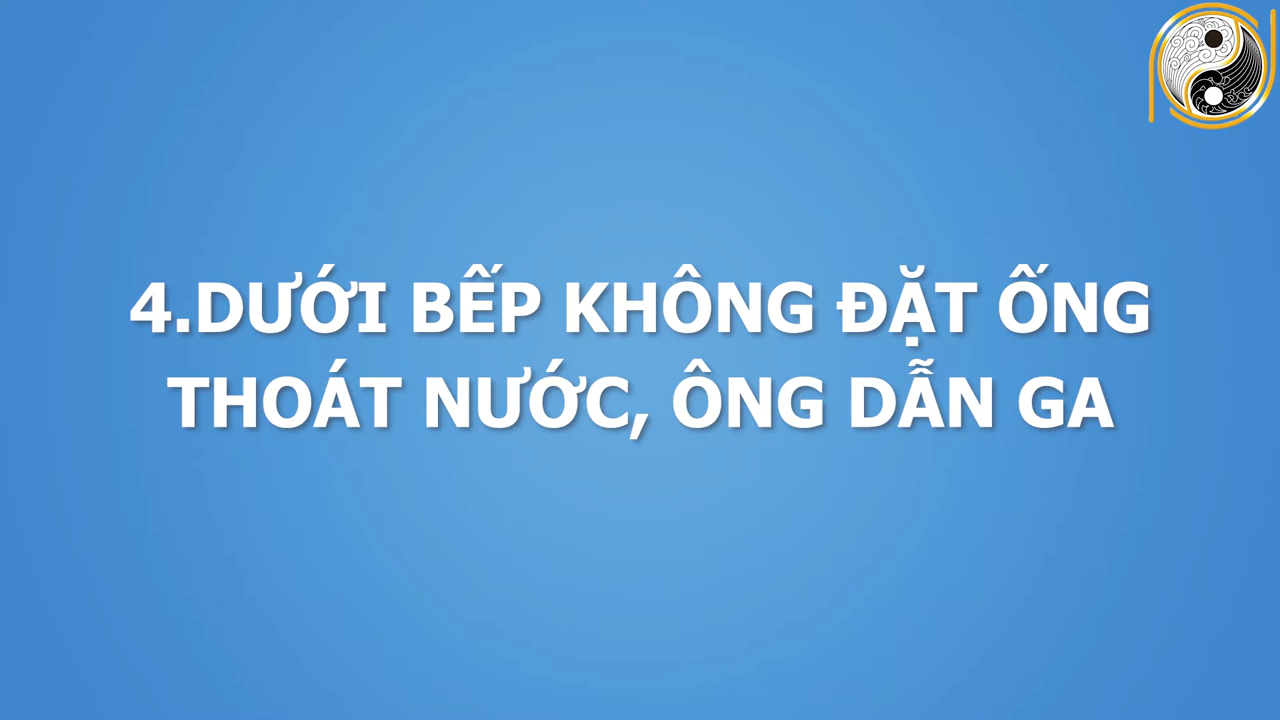 4.DƯỚI BẾP KHÔNG ĐẶT ỐNG
THOÁT NƯỚC, ÔNG DẪN GA